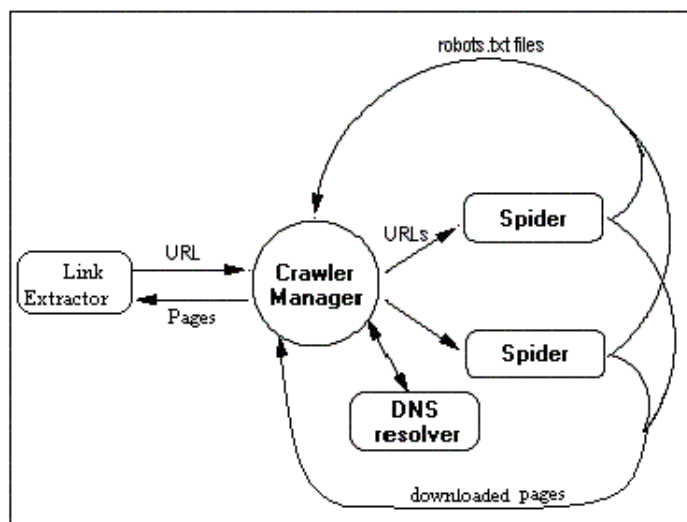 robots.txt files
Spider
URLs
URL
Link
Extractor
Crawler
Manager
Pages
Spider
DNS
resolver
downloaded pages